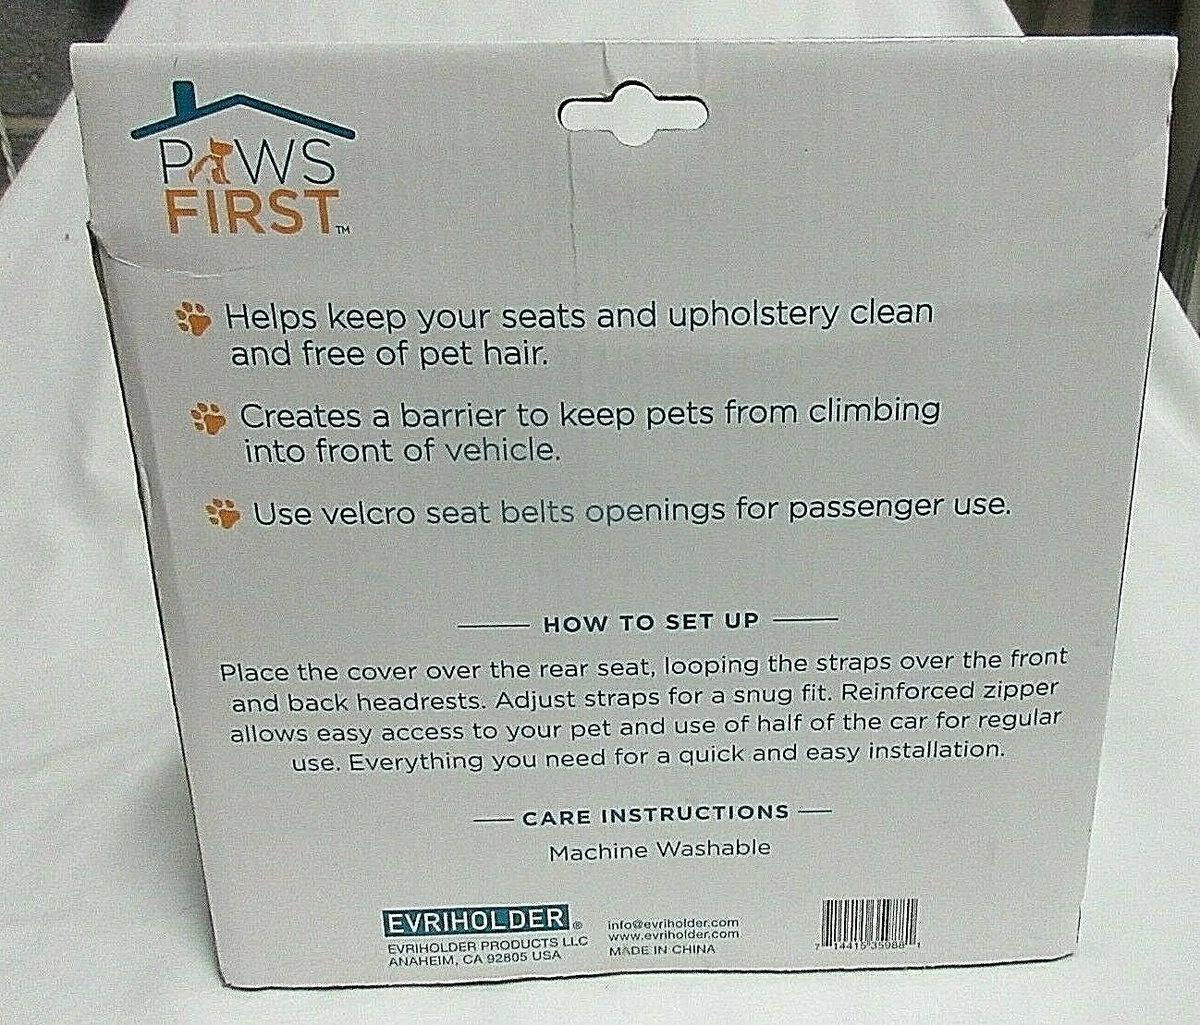 PAWS
FIRST™
Helps keep your seats and upholstery clean
and free of pet hair.
Creates a barrier to keep pets from climbing
into front of vehicle.
Use velcro seat belts openings for passenger use.
HOW TO SET UP
Place the cover over the rear seat, looping the straps over the front
and back headrests. Adjust straps for a snug fit. Reinforced zipper
allows easy access to your pet and use of half of the car for regular
use. Everything you need for a quick and easy installation.
CARE INSTRUCTIONS
Machine Washable
EVRIHOLDER®
EVRIHOLDER PRODUCTS LLC
ANAHEIM, CA 92805 USA
info@evriholder.com
www.evriholder.com
MADE IN CHINA
7 14415 35988 1